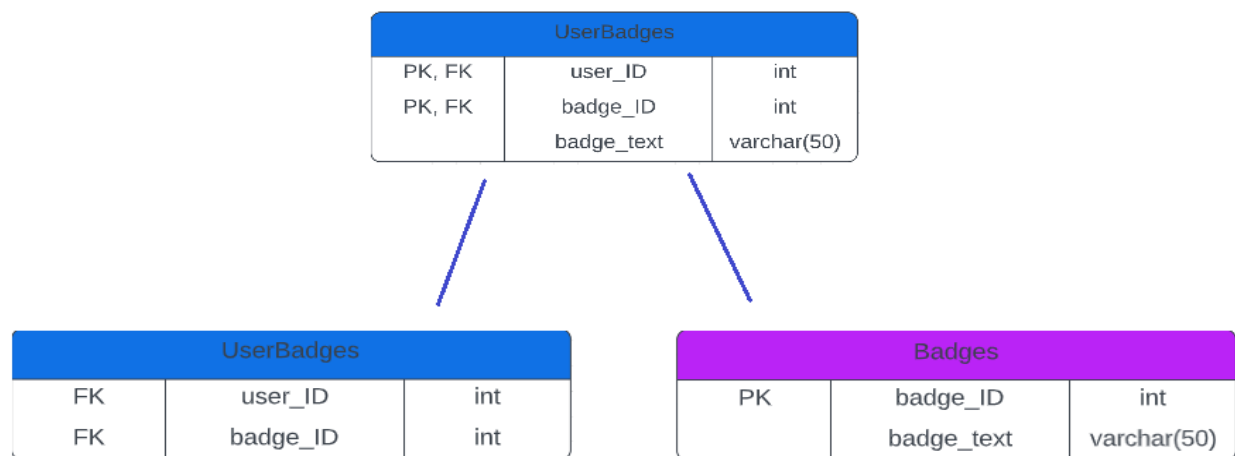 UserBadges
PK, FK user_ID int
PK, FK badge_ID int
badge_text varchar(50)
UserBadges
FK user_ID int
FK badge_ID int
Badges
PK badge_ID int
badge_text varchar(50)